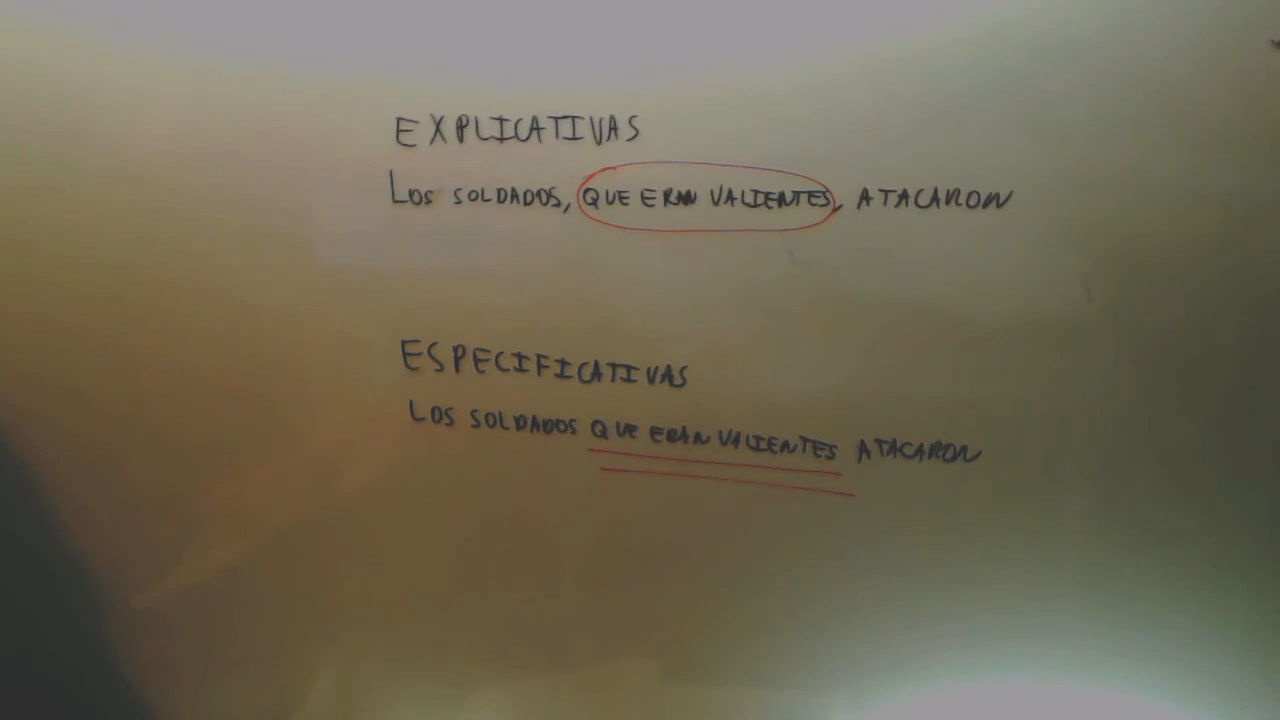 EXPLICATIVAS
LOS SOLDADOS, QUE ERAN VALIENTES, ATACARON
ESPECIFICATIVAS
LOS SOLDADOS QUE ERAN VALIENTES ATACARON